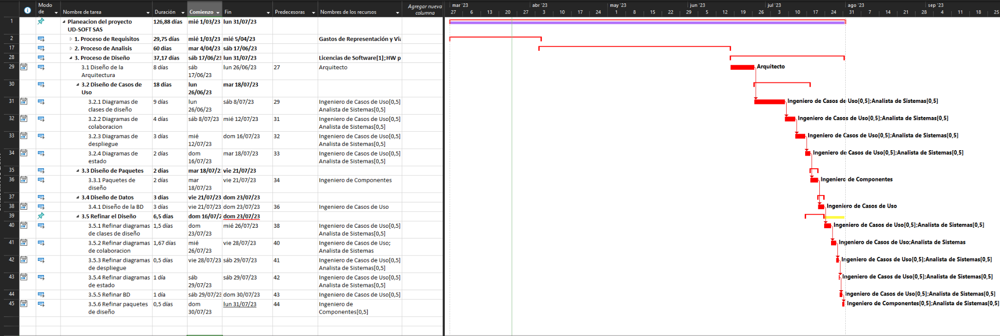 Modo de
Nombre de tarea
Duración
Comienzo
Fin
Predecesoras
Nombres de los recursos
Agregar nueva columna
mar '23 abr '23 may '23 jun '23 jul '23 ago '23 sep '23
27 6 13 20 27 3 10 17 24 1 8 15 22 29 5 12 19 26 3 10 17 24 31 7 14 21 28 4 11 18 25
1 Planeacion del proyecto 126,88 días mié 1/03/23 lun 31/07/23
UD-SOFT SAS
2 1. Proceso de Requisitos 29,75 días mié 1/03/23 mié 5/04/23 Gastos de Representación y Via
17 2. Proceso de Analisis 60 días mar 4/04/23 sáb 17/06/23
28 3. Proceso de Diseño 37,17 días sáb 17/06/23 lun 31/07/23 Licencias de Software[1];HW p
29 3.1 Diseño de la 8 días sáb lun 26/06/23 27 Arquitecto Arquitecto
Arquitectura 17/06/23
30 3.2 Diseño de Casos de 18 días lun mar 18/07/23
Uso 26/06/23
31 3.2.1 Diagramas de 9 días lun sáb 8/07/23 29 Ingeniero de Casos de Uso[0,5] Ingeniero de Casos de Uso[0,5];Analista de Sistemas[0,5]
clases de diseño 26/06/23 Analista de Sistemas[0,5]
32 3.2.2 Diagramas de 4 días sáb 8/07/23 mié 12/07/23 31 Ingeniero de Casos de Uso[0,5] Ingeniero de Casos de Uso[0,5];Analista de Sistemas[0,5]
colaboracion Analista de Sistemas[0,5]
33 3.2.3 Diagramas de 3 días mié dom 16/07/23 32 Ingeniero de Casos de Uso[0,5] Ingeniero de Casos de Uso[0,5];Analista de Sistemas[0,5]
despliegue 12/07/23 Analista de Sistemas[0,5]
34 3.2.4 Diagramas de 2 días dom mar 18/07/23 33 Ingeniero de Casos de Uso[0,5] Ingeniero de Casos de Uso[0,5];Analista de Sistemas[0,5]
estado 16/07/23 Analista de Sistemas[0,5]
35 3.3 Diseño de Paquetes 2 días mar 18/07/2 vie 21/07/23
36 3.3.1 Paquetes de 2 días mar vie 21/07/23 34 Ingeniero de Componentes Ingeniero de Componentes
diseño 18/07/23
37 3.4 Diseño de Datos 3 días vie 21/07/23 dom 23/07/23
38 3.4.1 Diseño de la BD 3 días vie 21/07/23 dom 23/07/23 36 Ingeniero de Casos de Uso Ingeniero de Casos de Uso
39 3.5 Refinar el Diseño 6,5 días dom 16/07/2 dom 23/07/23
40 3.5.1 Refinar diagramas 1,5 días dom mié 26/07/23 38 Ingeniero de Casos de Uso[0,5] Ingeniero de Casos de Uso[0,5];Analista de Sistemas[0,5]
de clases de diseño 23/07/23 Analista de Sistemas[0,5]
41 3.5.2 Refinar diagramas 1,67 días mié vie 28/07/23 40 Ingeniero de Casos de Uso; Ingeniero de Casos de Uso;Analista de Sistemas
de colaboracion 26/07/23 Analista de Sistemas
42 3.5.3 Refinar diagramas 0,5 días vie 28/07/23 sáb 29/07/23 41 Ingeniero de Casos de Uso[0,5] Ingeniero de Casos de Uso[0,5];Analista de Sistemas[0,5]
de despliegue Analista de Sistemas[0,5]
43 3.5.4 Refinar diagramas 1 día sáb sáb 29/07/23 42 Ingeniero de Casos de Uso[0,5] Ingeniero de Casos de Uso[0,5];Analista de Sistemas[0,5]
de estado 29/07/23 Analista de Sistemas[0,5]
44 3.5.5 Refinar BD 1 día sáb 29/07/23 dom 30/07/23 43 Ingeniero de Casos de Uso[0,5] Ingeniero de Casos de Uso[0,5];Analista de Sistemas[0,5]
45 3.5.6 Refinar paquetes 0,5 días dom lun 31/07/23 44 Ingeniero de Ingeniero de Componentes[0,5];Analista de Sistemas[0,5]
de diseño 30/07/23 Componentes[0,5]